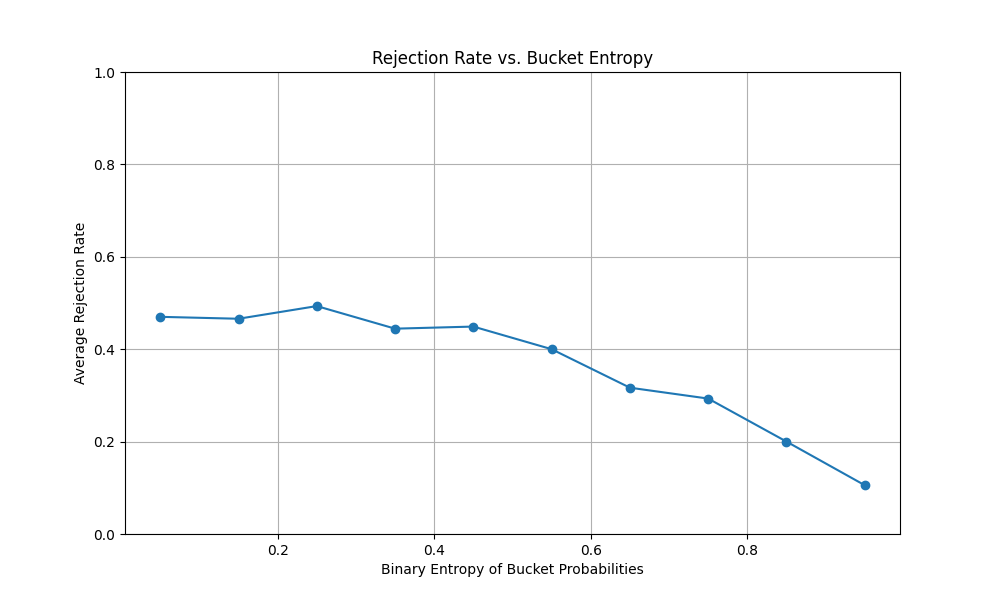 Rejection Rate vs. Bucket Entropy
1.0
0.8
0.6
0.4
0.2
0.0
Average Rejection Rate
0.2 0.4 0.6 0.8
Binary Entropy of Bucket Probabilities